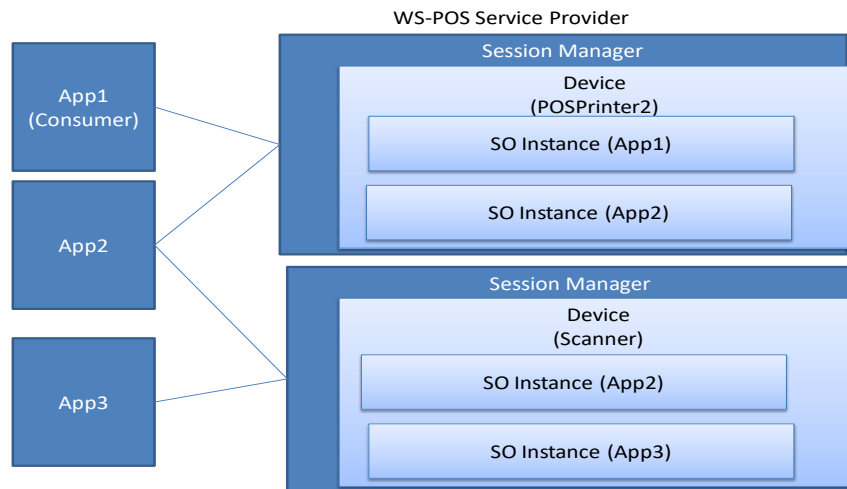 WS-POS Service Provider
App1
(Consumer)
App2
App3
Session Manager
Device
(POSPrinter2)
SO Instance (App1)
SO Instance (App2)
Session Manager
Device
(Scanner)
SO Instance (App2)
SO Instance (App3)